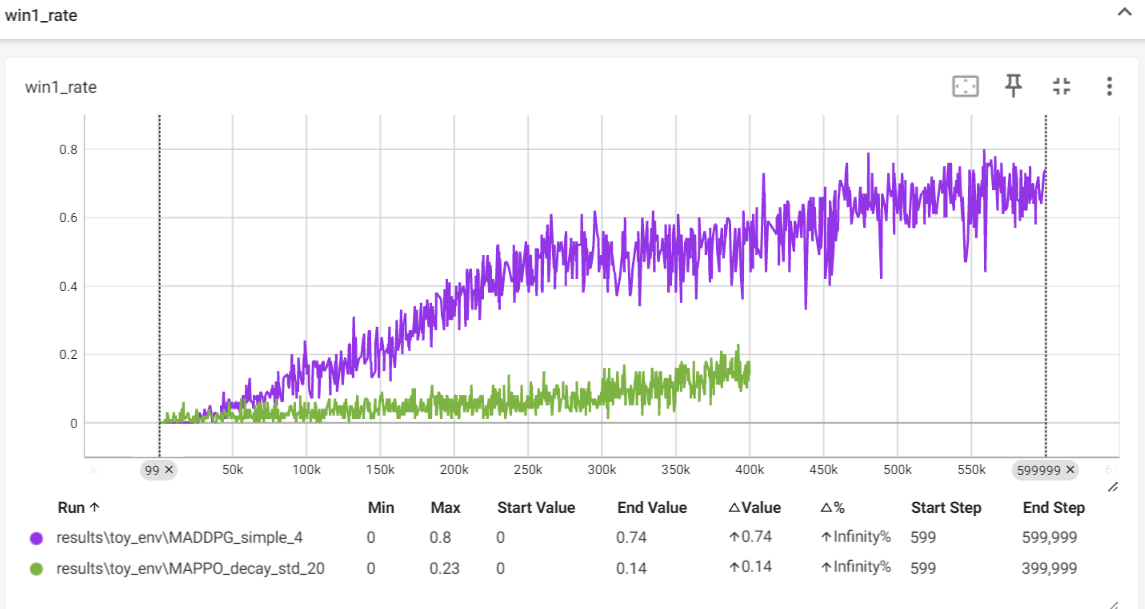 win1_rate
win1_rate
0.8
0.6
0.4
0.2
0
99 × 50k 100k 150k 200k 250k 300k 350k 400k 450k 500k 550k 599999 ×
Run ↑ Min Max Start Value End Value △Value △% Start Step End Step
results\toy_env\MADDPG_simple_4 0 0.8 0 0.74 ↑0.74 ↑Infinity% 599 599,999
results\toy_env\MAPPO_decay_std_20 0 0.23 0 0.14 ↑0.14 ↑Infinity% 599 399,999